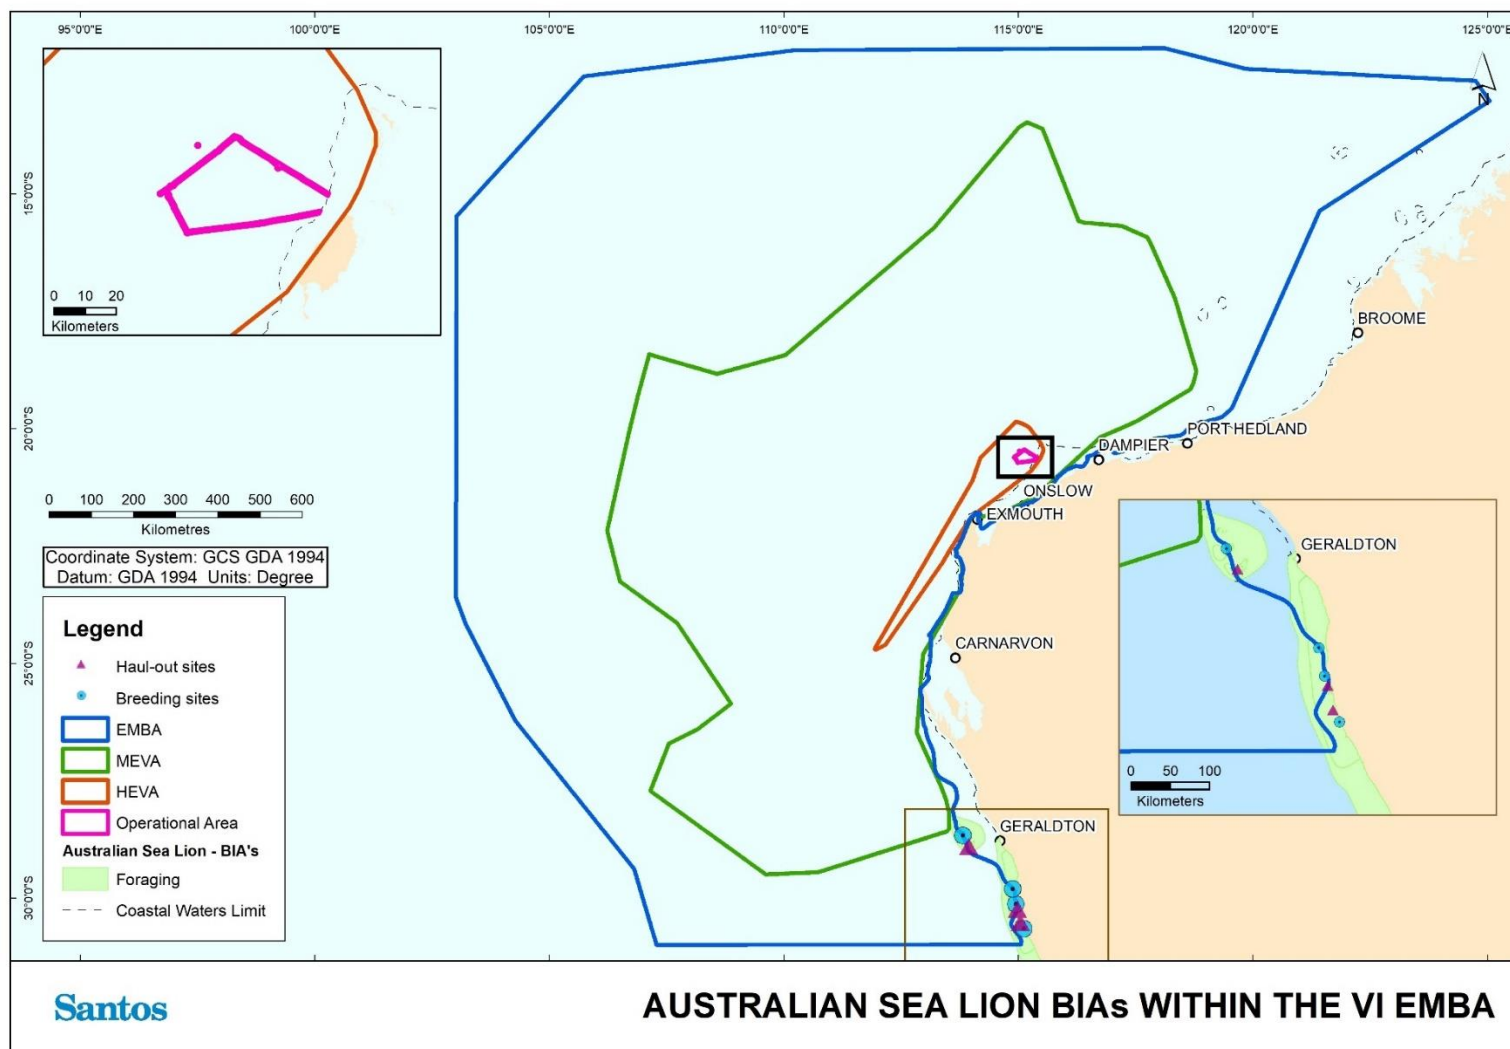 95°0'0"E
100°0'0"E
105°0'0"E
110°0'0"E
115°0'0"E
120°0'0"E
125°0'0"E
N
15°0'0"S
20°0'0"S
25°0'0"S
30°0'0"S
0 10 20
Kilometers
BROOME
PORT HEDLAND
DAMPIER
ONSLOW
EXMOUTH
CARNARVON
GERALDTON
GERALDTON
0 50 100
Kilometers
0 100 200 300 400 500 600
Kilometres
Coordinate System: GCS GDA 1994
Datum: GDA 1994 Units: Degree
Legend
Haul-out sites
Breeding sites
EMBA
MEVA
HEVA
Operational Area
Australian Sea Lion - BIA's
Foraging
Coastal Waters Limit
Santos
AUSTRALIAN SEA LION BIAs WITHIN THE VI EMBA